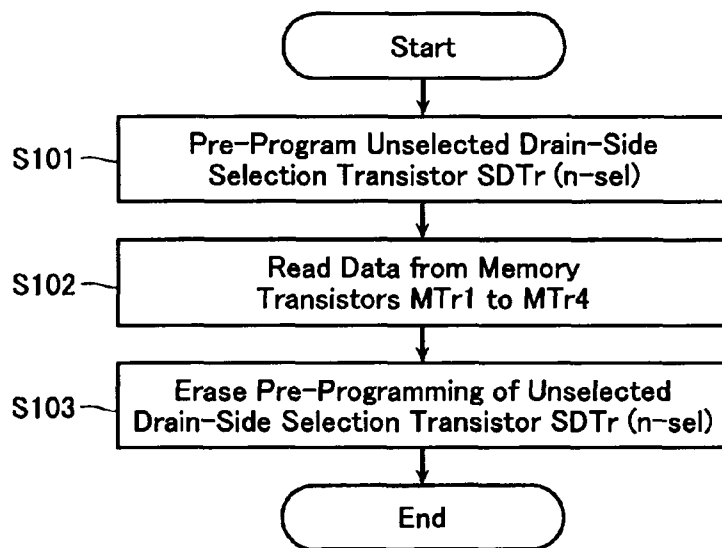 Start
S101
Pre-Program Unselected Drain-Side
Selection Transistor SDTr (n-sel)
S102
Read Data from Memory
Transistors MTr1 to MTr4
S103
Erase Pre-Programming of Unselected
Drain-Side Selection Transistor SDTr (n-sel)
End